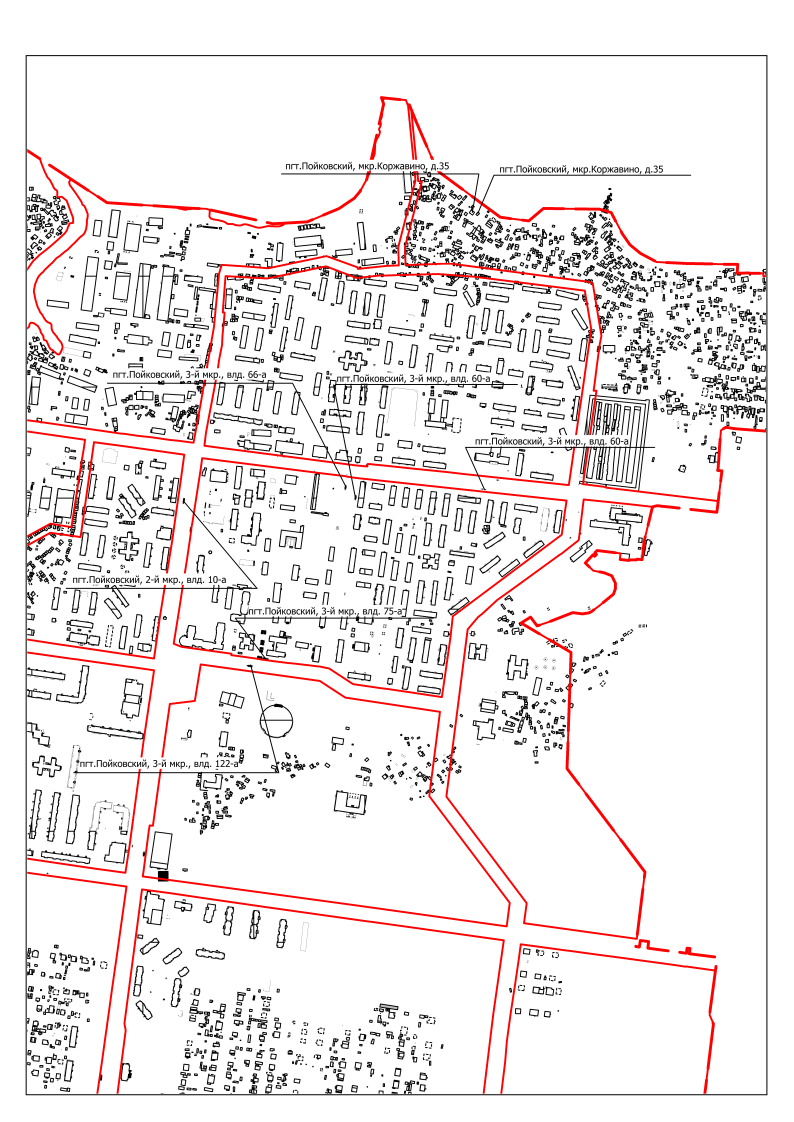 пгт.Пойковский, мкр.Коржавино, д.35
пгт.Пойковский, мкр.Коржавино, д.35
пгт.Пойковский, 3-й мкр., влд. 66-а
пгт.Пойковский, 3-й мкр., влд. 60-а
пгт.Пойковский, 3-й мкр., влд. 60-а
пгт.Пойковский, 2-й мкр., влд. 10-а
пгт.Пойковский, 3-й мкр., влд. 75-а
пгт.Пойковский, 3-й мкр., влд. 122-а